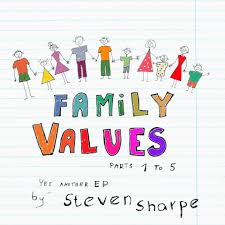 FAMiLY
VALUES
PARTS 1 TO 5
YET ANOTHER EP
by Steven Sharpe